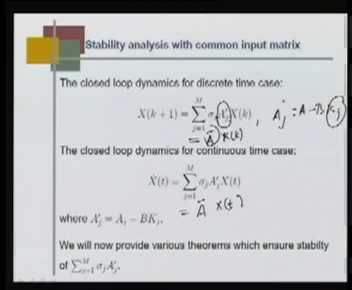 Stability analysis with common input matrix
The closed loop dynamics for discrete time case:
X(k + 1) = Σ_{j=1}^{M} σ_j A'_j X(k) , A'_j = A - B K_j
= Ã X(k)
The closed loop dynamics for continuous time case:
Ẋ(t) = Σ_{j=1}^{M} σ_j A'_j X(t)
= Ã X(t)
where A'_j = A_j − BK_j.
We will now provide various theorems which ensure stabilty
of Σ_{j=1}^{M} σ_j A'_j.